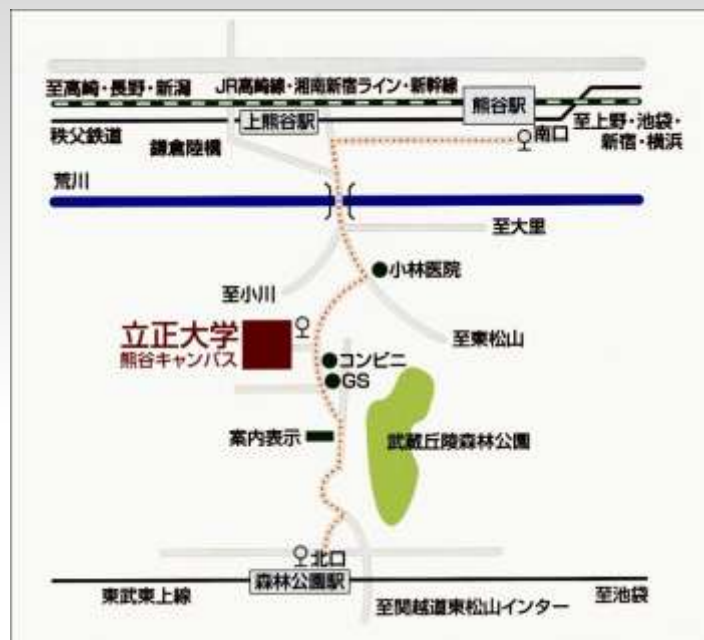 至高崎・長野・新潟
JR高崎線・湘南新宿ライン・新幹線
熊谷駅
上熊谷駅
秩父鉄道
鎌倉陸橋
南口
至上野・池袋・
新宿・横浜
荒川
至大里
小林医院
至小川
至東松山
立正大学
熊谷キャンパス
コンビニ
GS
案内表示
武蔵丘陵森林公園
北口
森林公園駅
東武東上線
至関越道東松山インター
至池袋